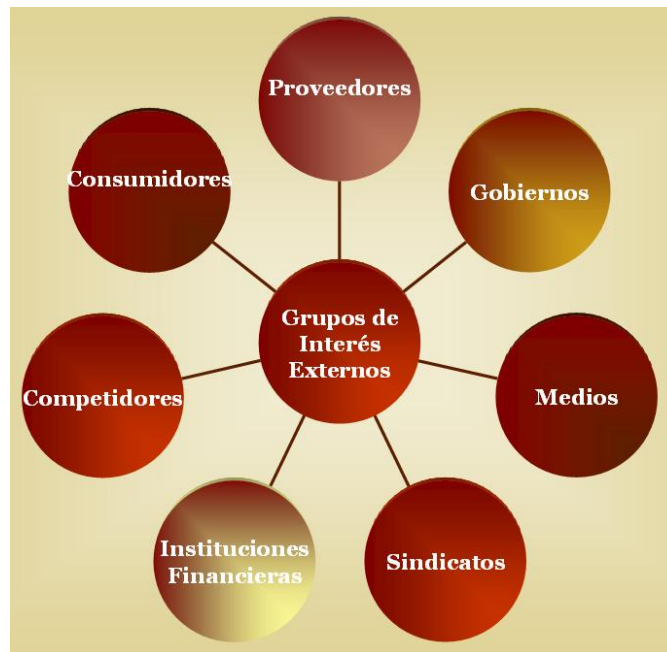 Proveedores
Gobiernos
Medios
Sindicatos
Instituciones
Financieras
Competidores
Consumidores
Grupos de
Interés
Externos